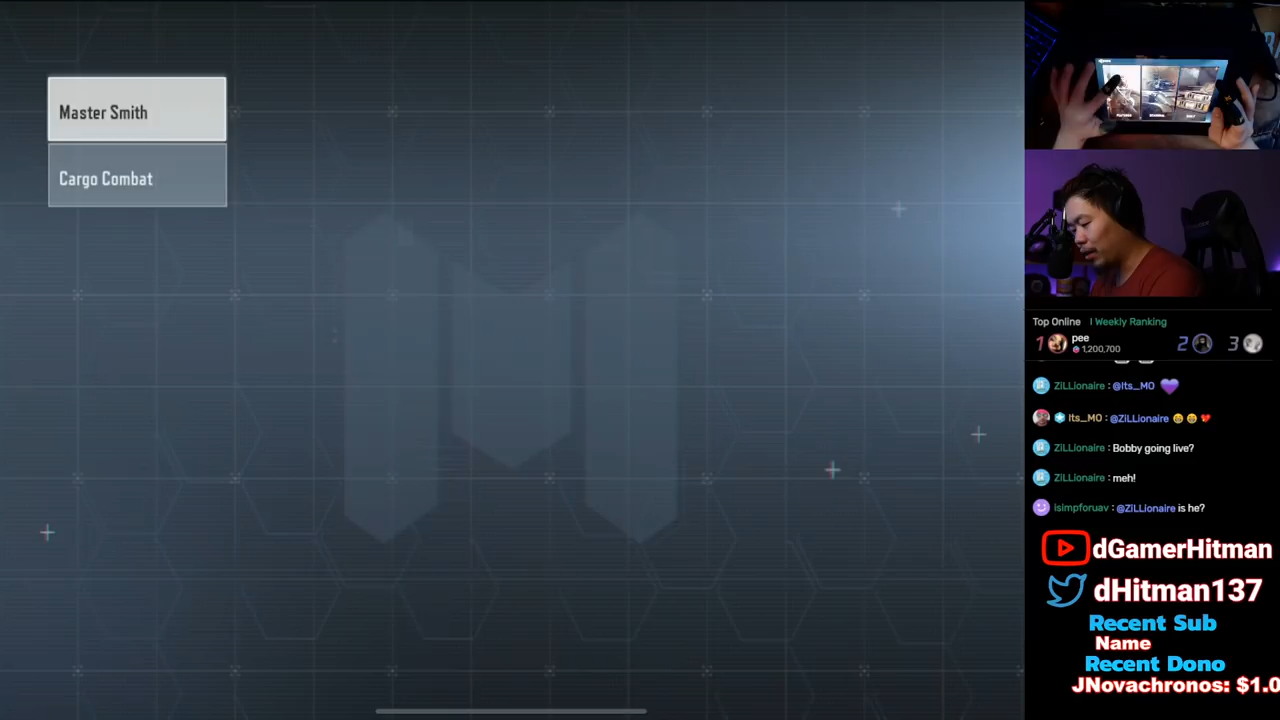 Master Smith
Cargo Combat
Top Online | Weekly Ranking
1 pee 2 3
1,200,700
ZiLLionaire : @Its_MO 💜
Its_MO : @ZiLLionaire
ZiLLionaire : Bobby going live?
ZiLLionaire : meh!
isimpforuav : @ZiLLionaire is he?
dGamerHitman
dHitman137
Recent Sub
Name
Recent Dono
JNovachronos: $1.0